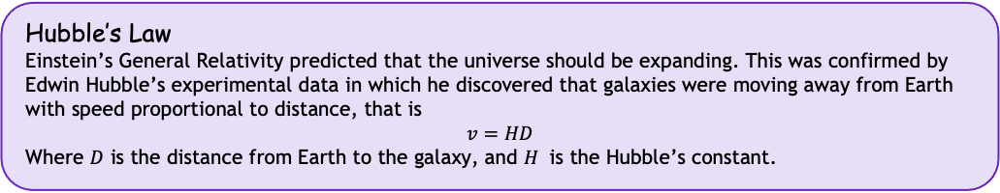 Hubble's Law
Einstein's General Relativity predicted that the universe should be expanding. This was confirmed by
Edwin Hubble's experimental data in which he discovered that galaxies were moving away from Earth
with speed proportional to distance, that is
𝑣 = 𝐻𝐷
Where 𝐷 is the distance from Earth to the galaxy, and 𝐻 is the Hubble's constant.